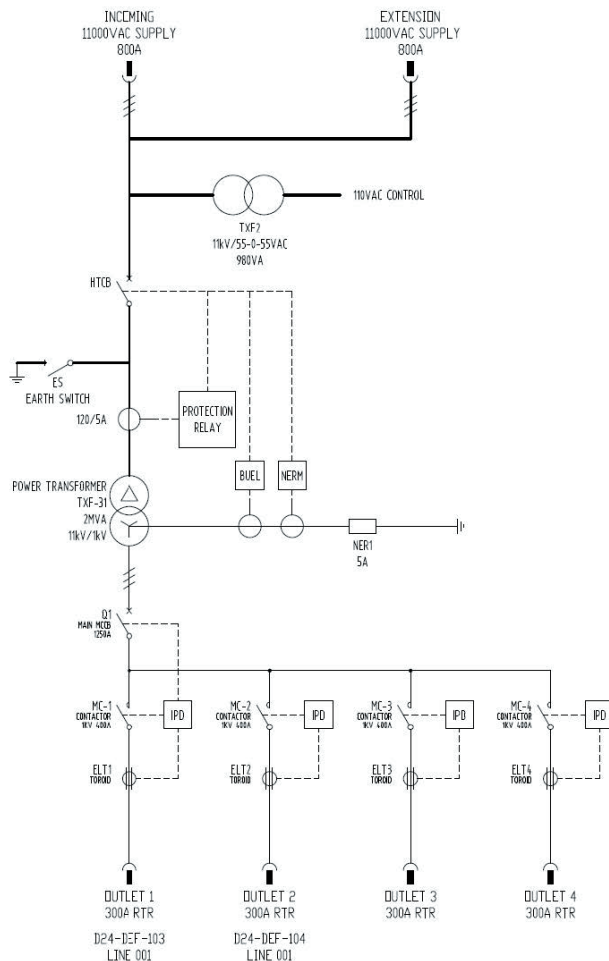 INCOMING
11000VAC SUPPLY
800A
EXTENSION
11000VAC SUPPLY
800A
110VAC CONTROL
TXF2
11kV/55-0-55VAC
980VA
HTCB
ES
EARTH SWITCH
120/5A
PROTECTION
RELAY
BUEL
NERM
POWER TRANSFORMER
TXF-31
2MVA
11kV/1kV
NER1
5A
Q1
MAIN MCCB
1250A
MC-1
CONTACTOR
1KV 400A
IPD
MC-2
CONTACTOR
1KV 400A
IPD
MC-3
CONTACTOR
1KV 400A
IPD
MC-4
CONTACTOR
1KV 400A
IPD
ELT1
TOROID
ELT2
TOROID
ELT3
TOROID
ELT4
TOROID
OUTLET 1
300A RTR
OUTLET 2
300A RTR
OUTLET 3
300A RTR
OUTLET 4
300A RTR
D24-DEF-103
LINE 001
D24-DEF-104
LINE 001